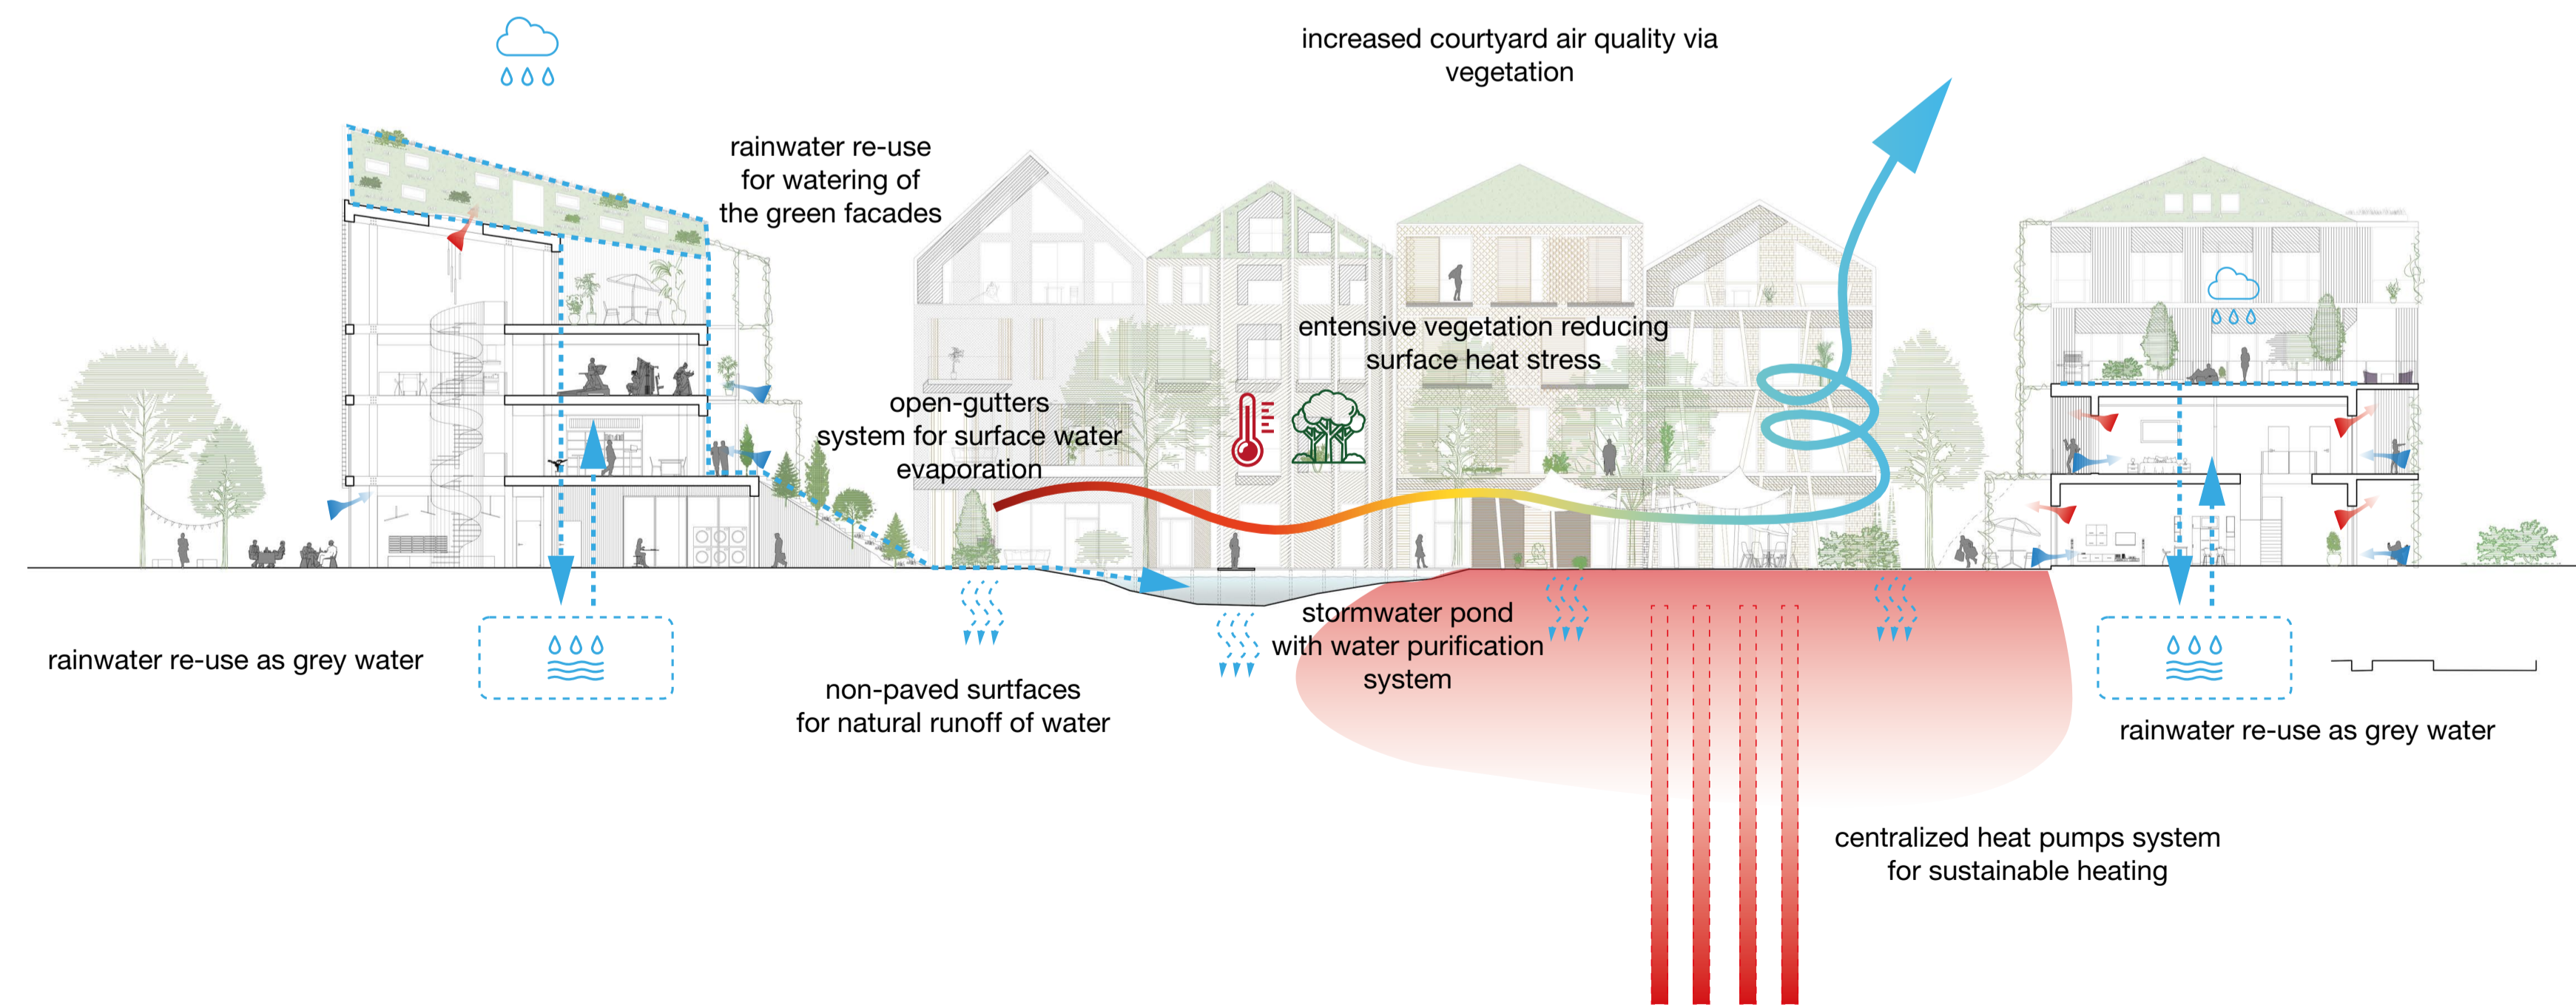 increased courtyard air quality via
vegetation
rainwater re-use
for watering of
the green facades
entensive vegetation reducing
surface heat stress
open-gutters
system for surface water
evaporation
stormwater pond
with water purification
system
rainwater re-use as grey water
non-paved surtfaces
for natural runoff of water
rainwater re-use as grey water
centralized heat pumps system
for sustainable heating